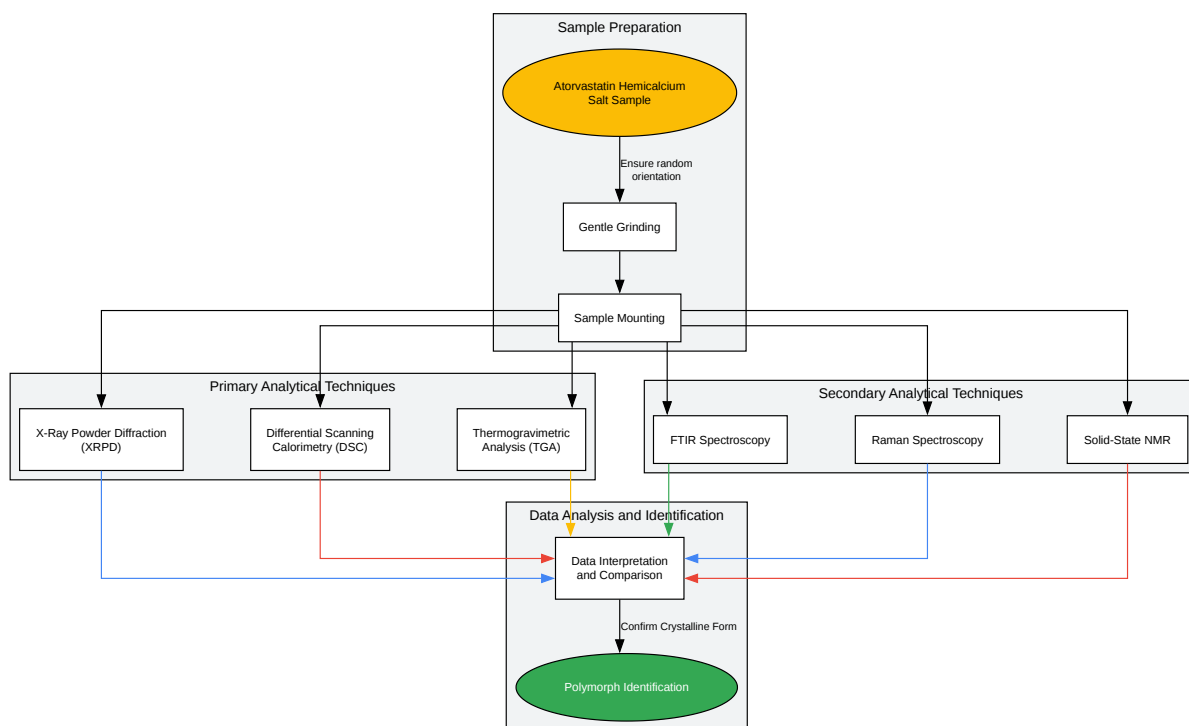 Sample Preparation
Atorvastatin Hemicalcium
Salt Sample
Ensure random
orientation
Gentle Grinding
Sample Mounting
Primary Analytical Techniques
X-Ray Powder Diffraction
(XRPD)
Differential Scanning
Calorimetry (DSC)
Thermogravimetric
Analysis (TGA)
Secondary Analytical Techniques
FTIR Spectroscopy
Raman Spectroscopy
Solid-State NMR
Data Analysis and Identification
Data Interpretation
and Comparison
Confirm Crystalline Form
Polymorph Identification